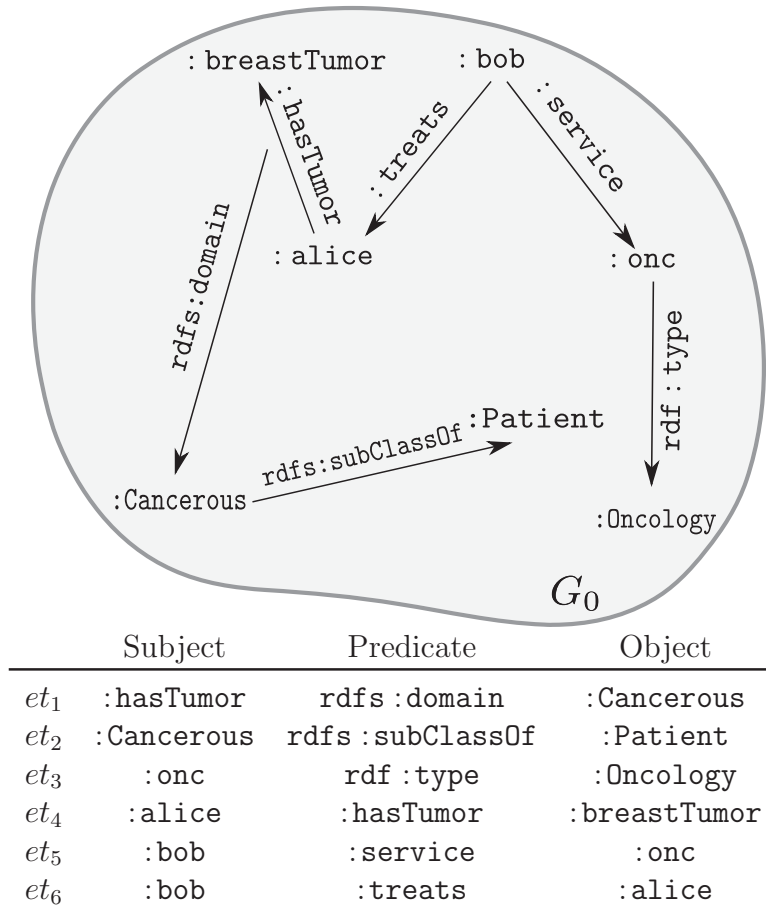 :breastTumor :bob
:hasTumor
:treats
:service
rdfs:domain
:alice
:onc
rdf :type
:Patient
rdfs:subClassOf
:Cancerous
:Oncology
G0
Subject Predicate Object
et1 :hasTumor rdfs:domain :Cancerous
et2 :Cancerous rdfs:subClassOf :Patient
et3 :onc rdf:type :Oncology
et4 :alice :hasTumor :breastTumor
et5 :bob :service :onc
et6 :bob :treats :alice